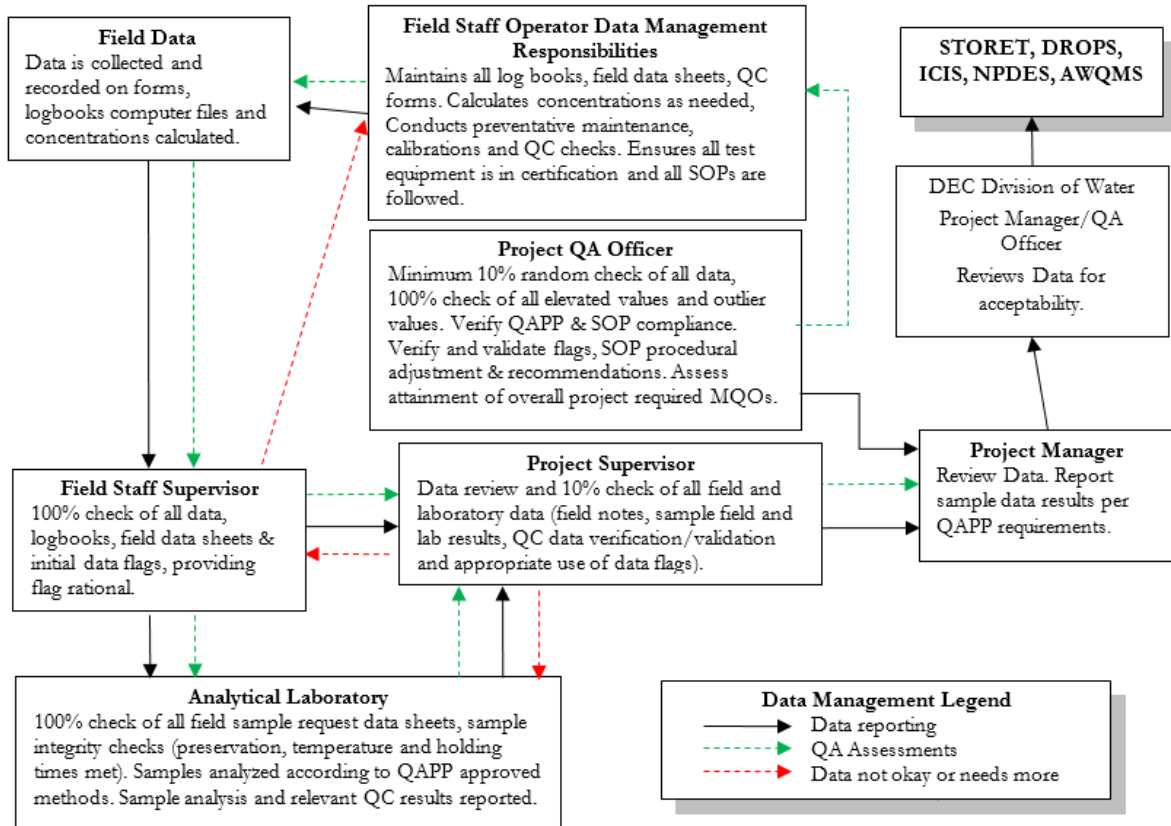 Field Data
Data is collected and
recorded on forms,
logbooks computer files and
concentrations calculated.
Field Staff Operator Data Management
Responsibilities
Maintains all log books, field data sheets, QC
forms. Calculates concentrations as needed,
Conducts preventative maintenance,
calibrations and QC checks. Ensures all test
equipment is in certification and all SOPs are
followed.
STORET, DROPS,
ICIS, NPDES, AWQMS
DEC Division of Water
Project Manager/QA
Officer
Reviews Data for
acceptability.
Project QA Officer
Minimum 10% random check of all data,
100% check of all elevated values and outlier
values. Verify QAPP & SOP compliance.
Verify and validate flags, SOP procedural
adjustment & recommendations. Assess
attainment of overall project required MQOs.
Field Staff Supervisor
100% check of all data,
logbooks, field data sheets &
initial data flags, providing
flag rational.
Project Supervisor
Data review and 10% check of all field and
laboratory data (field notes, sample field and
lab results, QC data verification/validation
and appropriate use of data flags).
Project Manager
Review Data. Report
sample data results per
QAPP requirements.
Analytical Laboratory
100% check of all field sample request data sheets, sample
integrity checks (preservation, temperature and holding
times met). Samples analyzed according to QAPP approved
methods. Sample analysis and relevant QC results reported.
Data Management Legend
Data reporting
QA Assessments
Data not okay or needs more